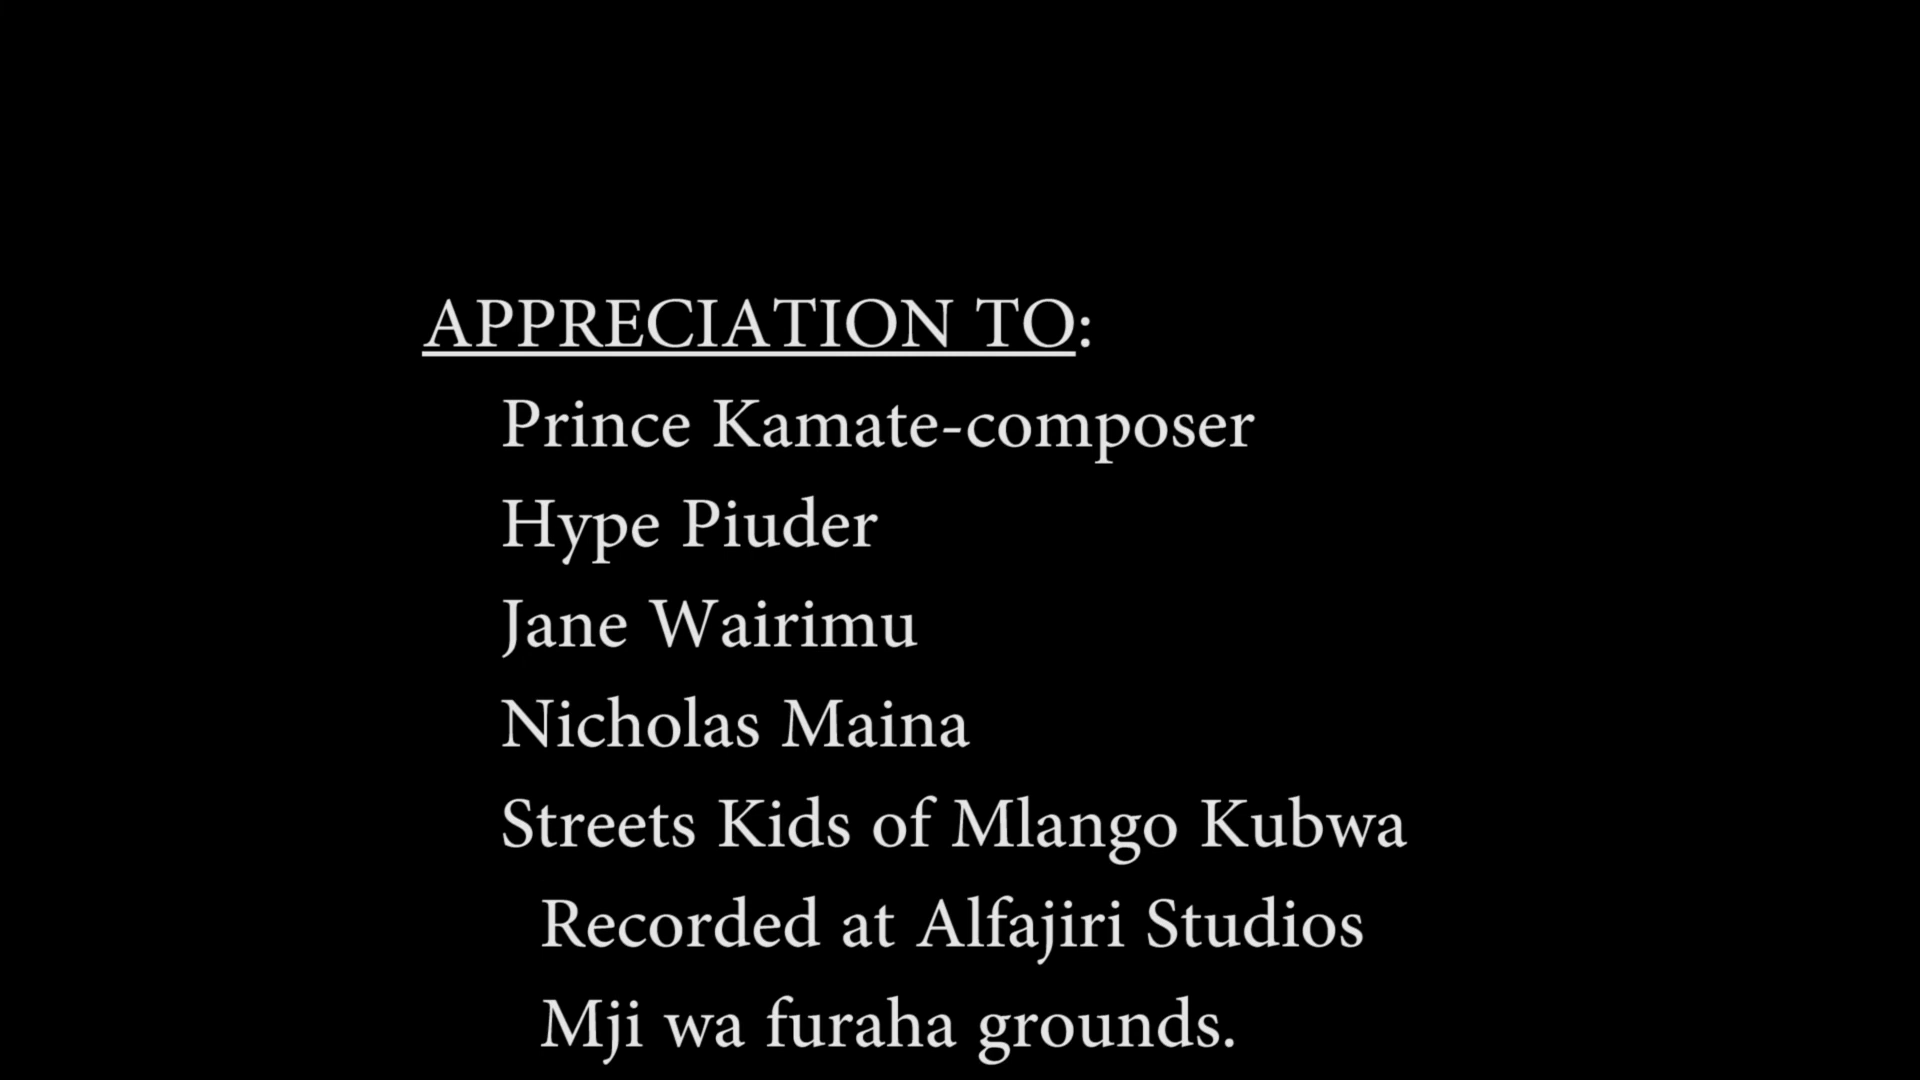 APPRECIATION TO:
Prince Kamate-composer
Hype Piuder
Jane Wairimu
Nicholas Maina
Streets Kids of Mlango Kubwa
Recorded at Alfajiri Studios
Mji wa furaha grounds.